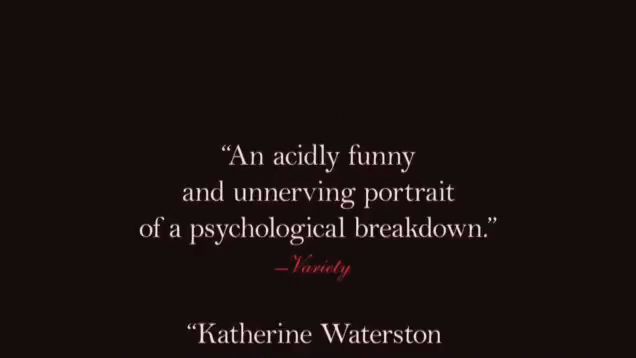 “An acidly funny
and unnerving portrait
of a psychological breakdown.”
—Variety
“Katherine Waterston